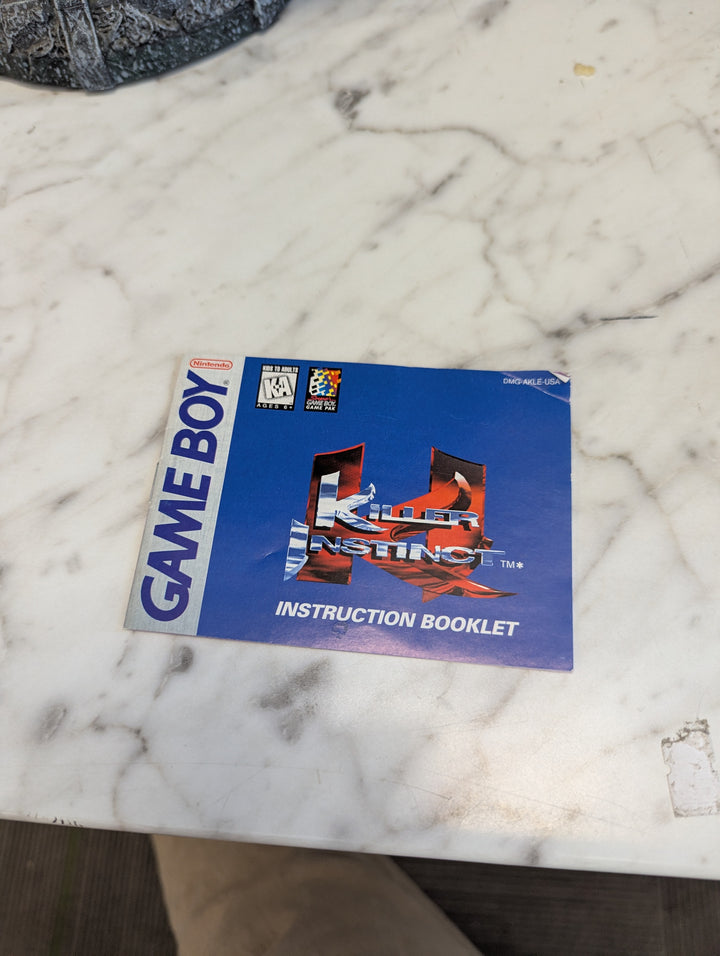 Nintendo
GAME BOY®
KIDS TO ADULTS
K-A
AGES 6+
GAME BOY
GAME PAK
DMG-AKLE-USA
KILLER
INSTINCT TM*
INSTRUCTION BOOKLET